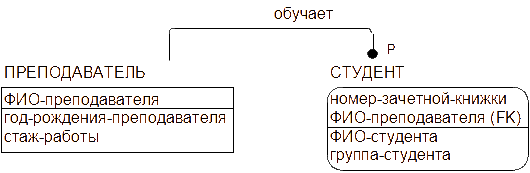 обучает
P
ПРЕПОДАВАТЕЛЬ
ФИО-преподавателя
год-рождения-преподавателя
стаж-работы
СТУДЕНТ
номер-зачетной-книжки
ФИО-преподавателя (FK)
ФИО-студента
группа-студента